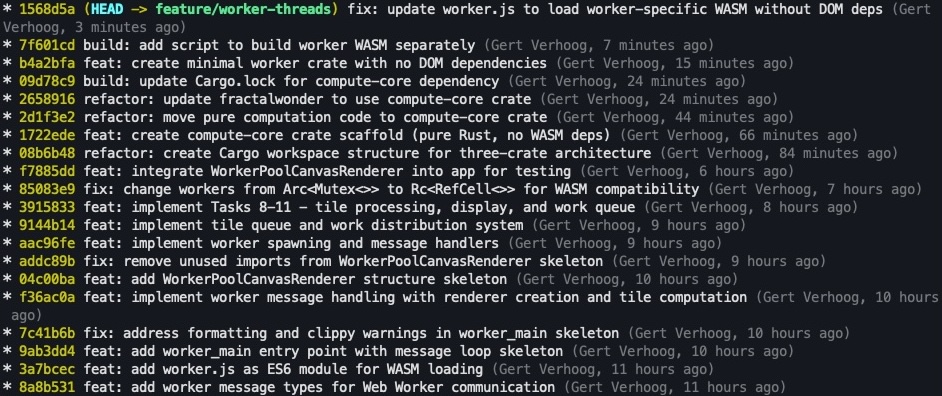 * 1568d5a (HEAD -> feature/worker-threads) fix: update worker.js to load worker-specific WASM without DOM deps (Gert
Verhoog, 3 minutes ago)
* 7f601cd build: add script to build worker WASM separately (Gert Verhoog, 7 minutes ago)
* b4a2bfa feat: create minimal worker crate with no DOM dependencies (Gert Verhoog, 15 minutes ago)
* 09d78c9 build: update Cargo.lock for compute-core dependency (Gert Verhoog, 24 minutes ago)
* 2658916 refactor: update fractalwonder to use compute-core crate (Gert Verhoog, 24 minutes ago)
* 2d1f3e2 refactor: move pure computation code to compute-core crate (Gert Verhoog, 44 minutes ago)
* 1722ede feat: create compute-core crate scaffold (pure Rust, no WASM deps) (Gert Verhoog, 66 minutes ago)
* 08b6b48 refactor: create Cargo workspace structure for three-crate architecture (Gert Verhoog, 84 minutes ago)
* f7885dd feat: integrate WorkerPoolCanvasRenderer into app for testing (Gert Verhoog, 6 hours ago)
* 85083e9 fix: change workers from Arc<Mutex<>> to Rc<RefCell<>> for WASM compatibility (Gert Verhoog, 7 hours ago)
* 3915833 feat: implement Tasks 8-11 - tile processing, display, and work queue (Gert Verhoog, 8 hours ago)
* 9144b14 feat: implement tile queue and work distribution system (Gert Verhoog, 9 hours ago)
* aac96fe feat: implement worker spawning and message handlers (Gert Verhoog, 9 hours ago)
* addc89b fix: remove unused imports from WorkerPoolCanvasRenderer skeleton (Gert Verhoog, 9 hours ago)
* 04c00ba feat: add WorkerPoolCanvasRenderer structure skeleton (Gert Verhoog, 10 hours ago)
* f36ac0a feat: implement worker message handling with renderer creation and tile computation (Gert Verhoog, 10 hours
ago)
* 7c41b6b fix: address formatting and clippy warnings in worker_main skeleton (Gert Verhoog, 10 hours ago)
* 9ab3dd4 feat: add worker_main entry point with message loop skeleton (Gert Verhoog, 10 hours ago)
* 3a7bcec feat: add worker.js as ES6 module for WASM loading (Gert Verhoog, 11 hours ago)
* 8a8b531 feat: add worker message types for Web Worker communication (Gert Verhoog, 11 hours ago)